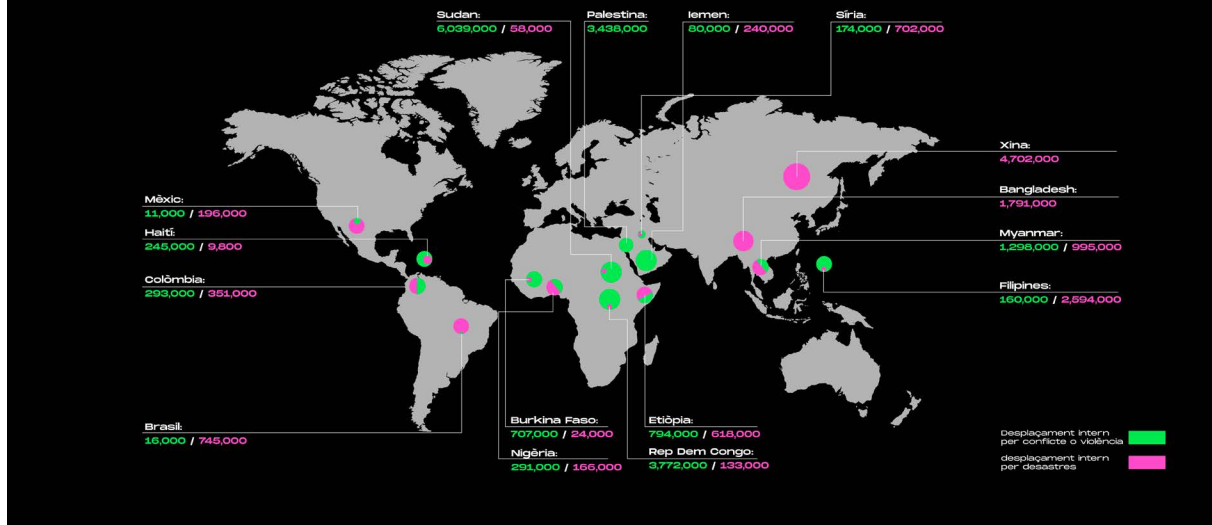 Sudan:
6,039,000 / 58,000
Palestina:
3,438,000
Iemen:
80,000 / 240,000
Síria:
174,000 / 702,000
Xina:
4,702,000
Bangladesh:
1,791,000
Mèxic:
11,000 / 196,000
Haití:
245,000 / 9,800
Myanmar:
1,298,000 / 995,000
Colòmbia:
293,000 / 351,000
Filipines:
160,000 / 2,594,000
Brasil:
16,000 / 745,000
Burkina Faso:
707,000 / 24,000
Etiòpia:
794,000 / 618,000
Nigèria:
291,000 / 166,000
Rep Dem Congo:
3,772,000 / 133,000
Desplaçament intern
per conflicte o violència
desplaçament intern
per desastres